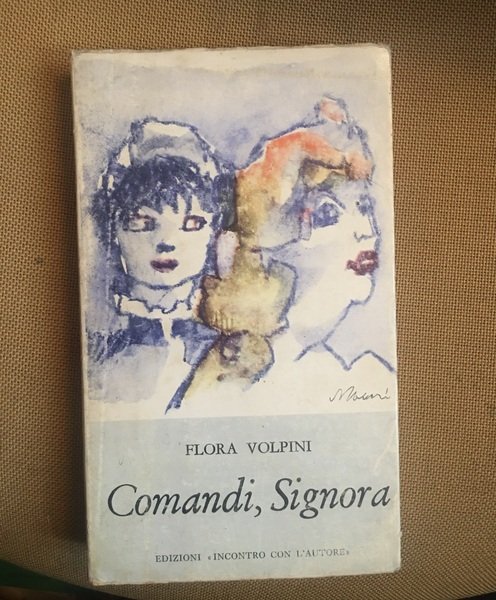 FLORA VOLPINI
Comandi, Signora
EDIZIONI «INCONTRO CON L'AUTORE»